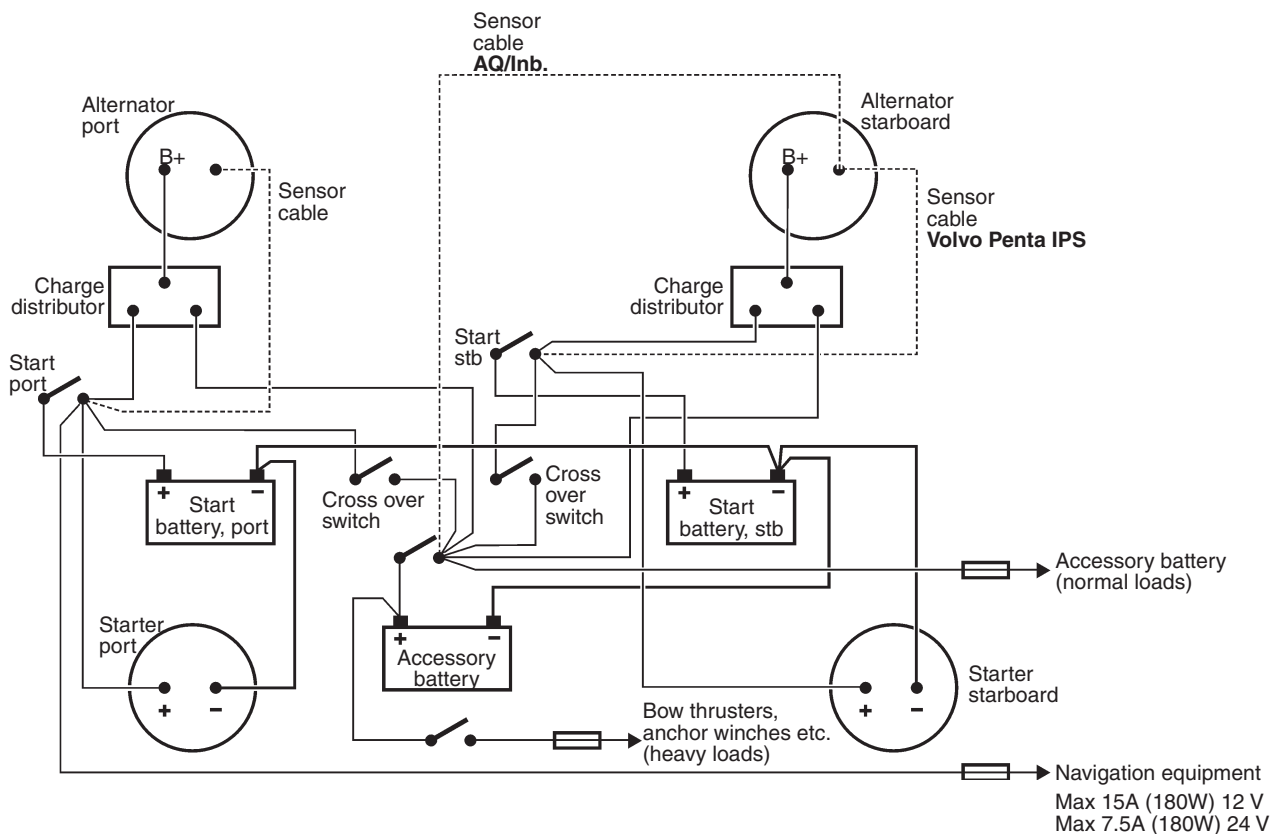 Sensor
cable
AQ/Inb.
Alternator
port
B+
Sensor
cable
Alternator
starboard
B+
Sensor
cable
Volvo Penta IPS
Charge
distributor
Charge
distributor
Start
port
Start
stb
+
−
Start
battery, port
Cross over
switch
Cross
over
switch
+
−
Start
battery, stb
Accessory battery
(normal loads)
Starter
port
+
−
+
−
Accessory
battery
Starter
starboard
+
−
Bow thrusters,
anchor winches etc.
(heavy loads)
Navigation equipment
Max 15A (180W) 12 V
Max 7.5A (180W) 24 V